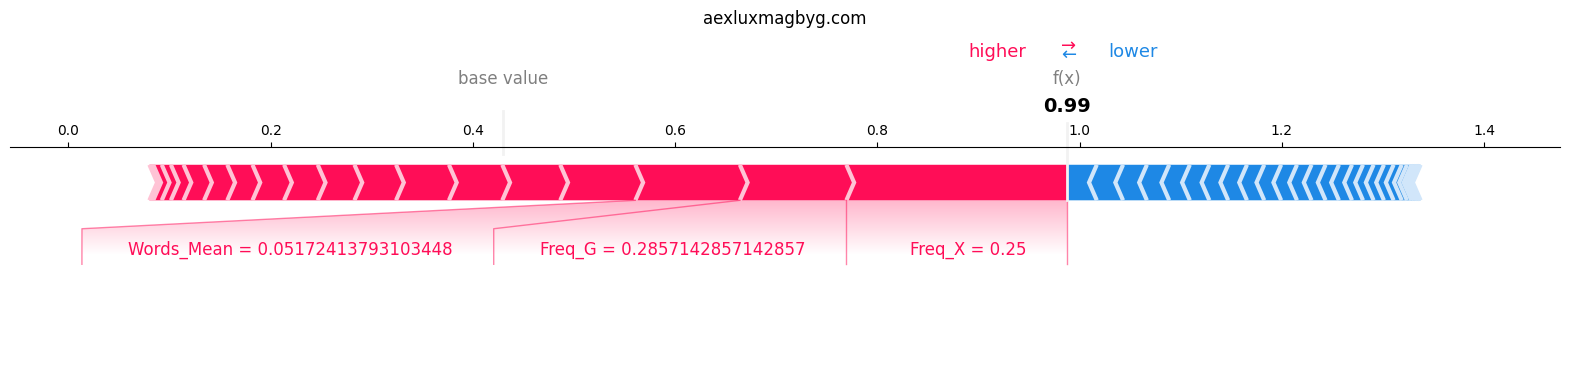 aexluxmagbyg.com
higher → ← lower
base value f(x)
0.99
0.0 0.2 0.4 0.6 0.8 1.0 1.2 1.4
Words_Mean = 0.05172413793103448 Freq_G = 0.2857142857142857 Freq_X = 0.25